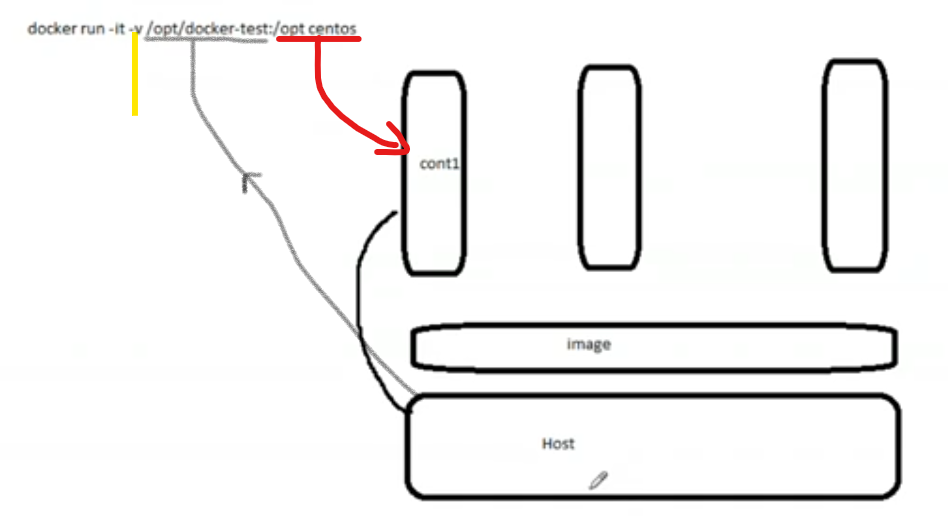 docker run -it -v /opt/docker-test:/opt centos
cont1
image
Host